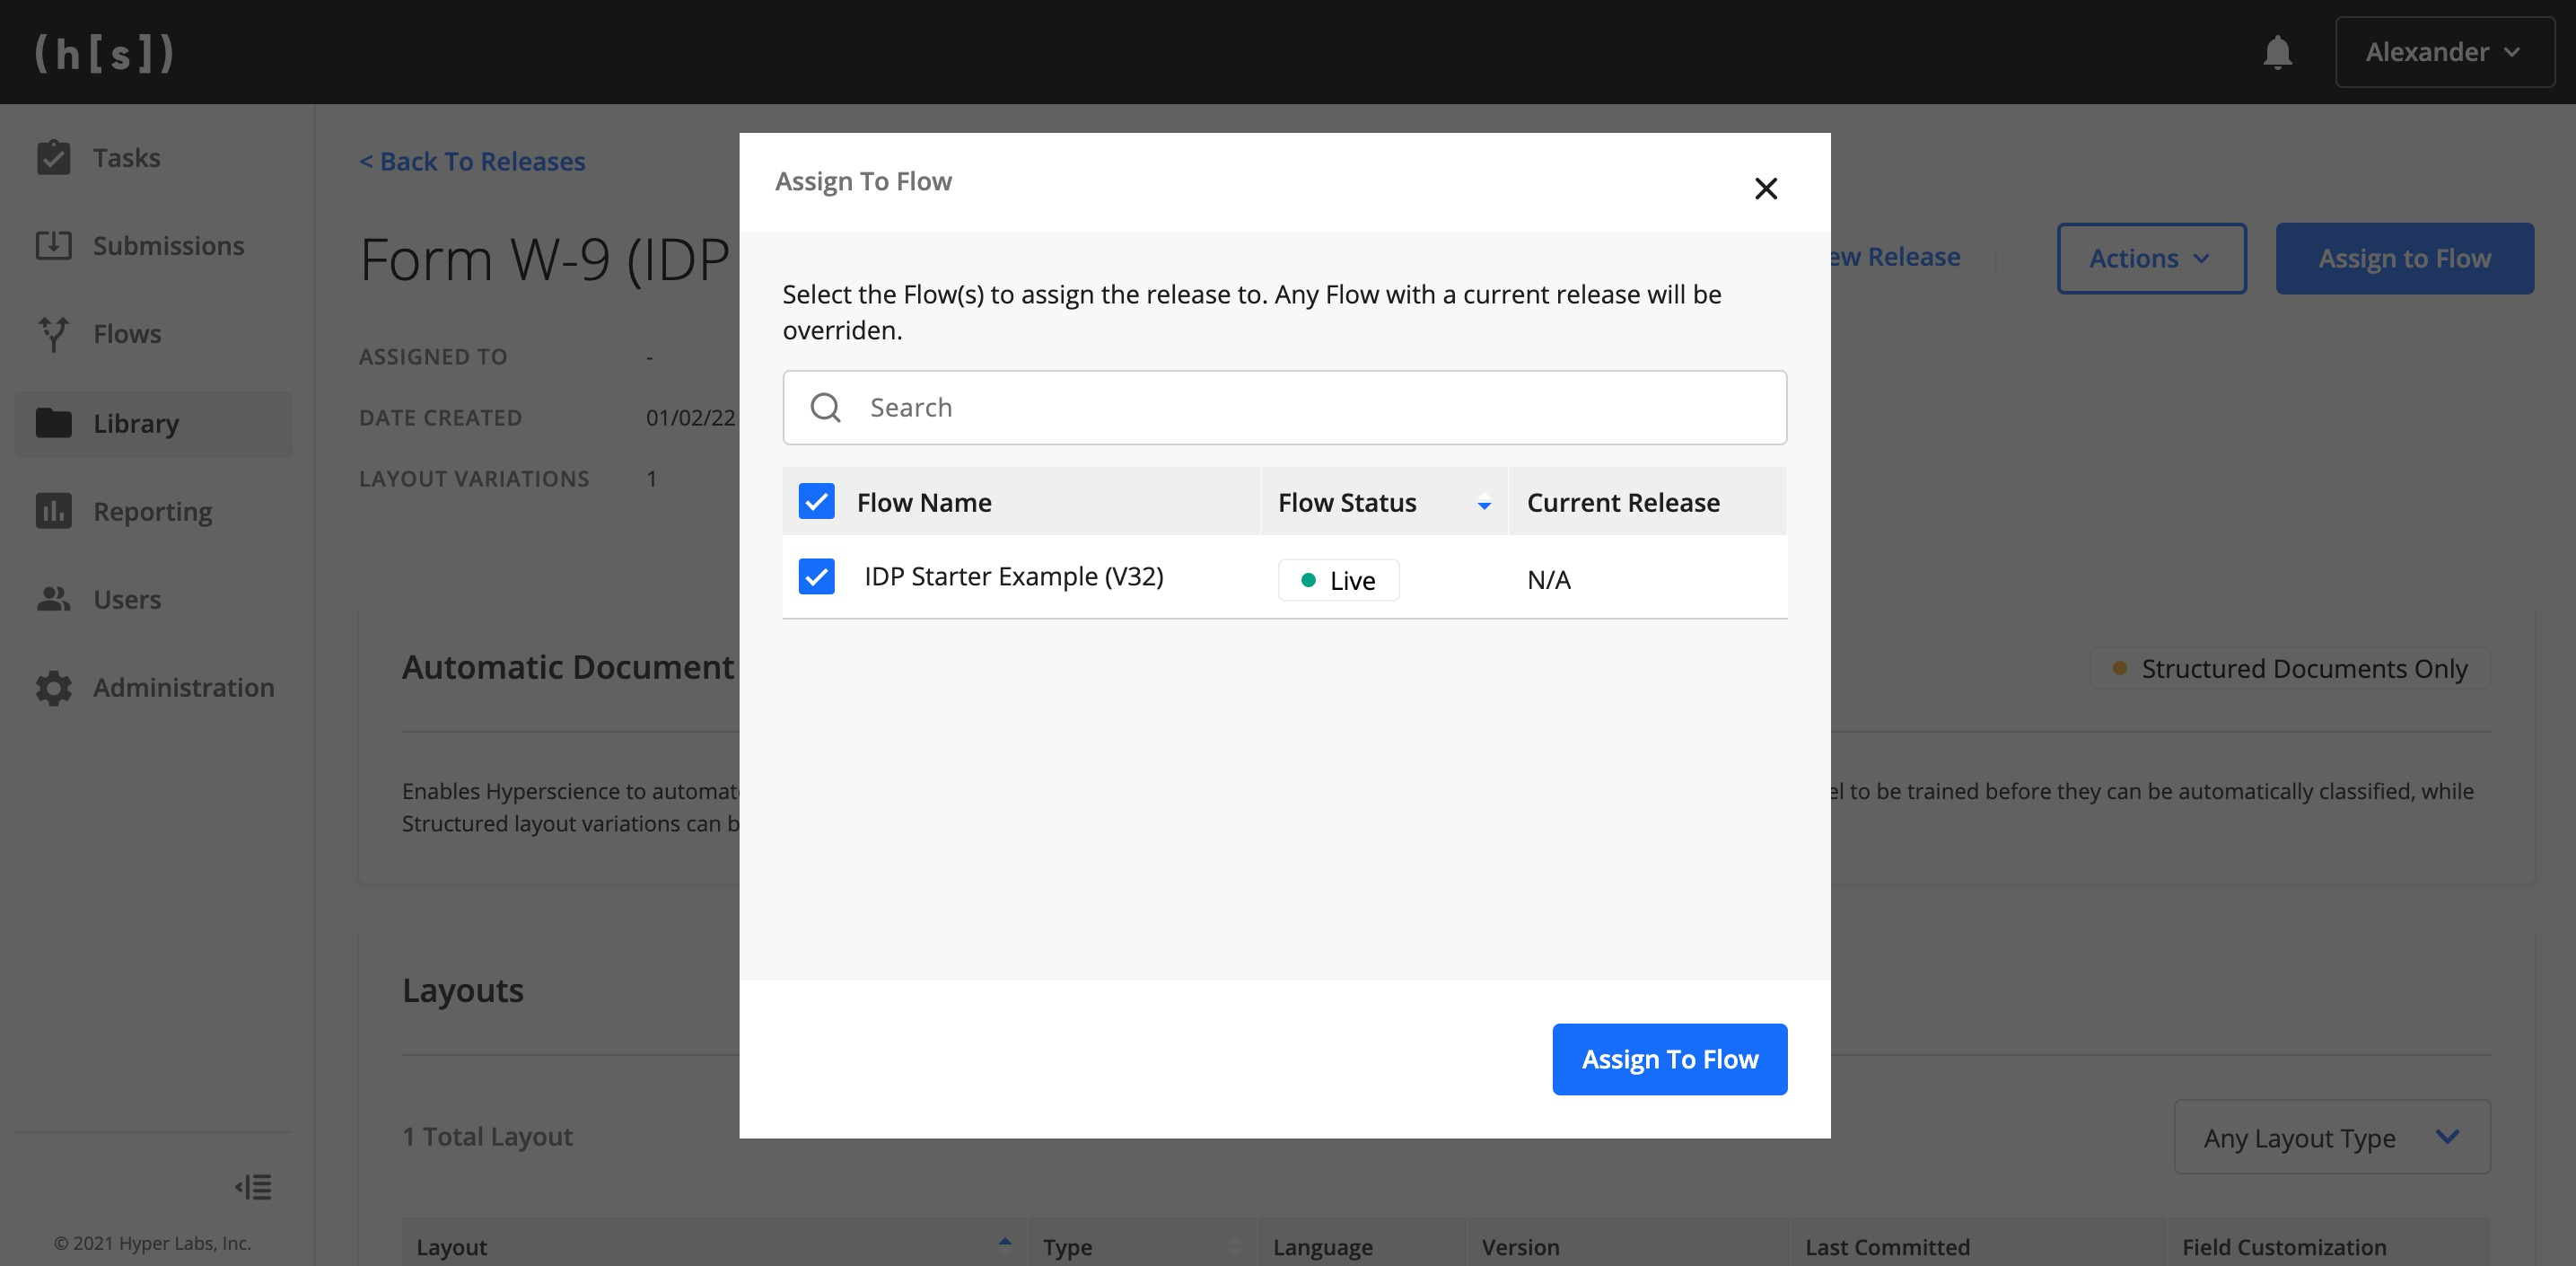 (h[s])
Alexander
Tasks
Submissions
Flows
Library
Reporting
Users
Administration
© 2021 Hyper Labs, Inc.
< Back To Releases
Form W-9 (IDP
ew Release
Actions
Assign to Flow
ASSIGNED TO -
DATE CREATED 01/02/22
LAYOUT VARIATIONS 1
Automatic Document
Structured Documents Only
Enables Hyperscience to automat
el to be trained before they can be automatically classified, while
Structured layout variations can b
Layouts
1 Total Layout
Any Layout Type
Layout Type Language Version Last Committed Field Customization
Assign To Flow
Select the Flow(s) to assign the release to. Any Flow with a current release will be
overriden.
Search
Flow Name Flow Status Current Release
IDP Starter Example (V32) Live N/A
Assign To Flow